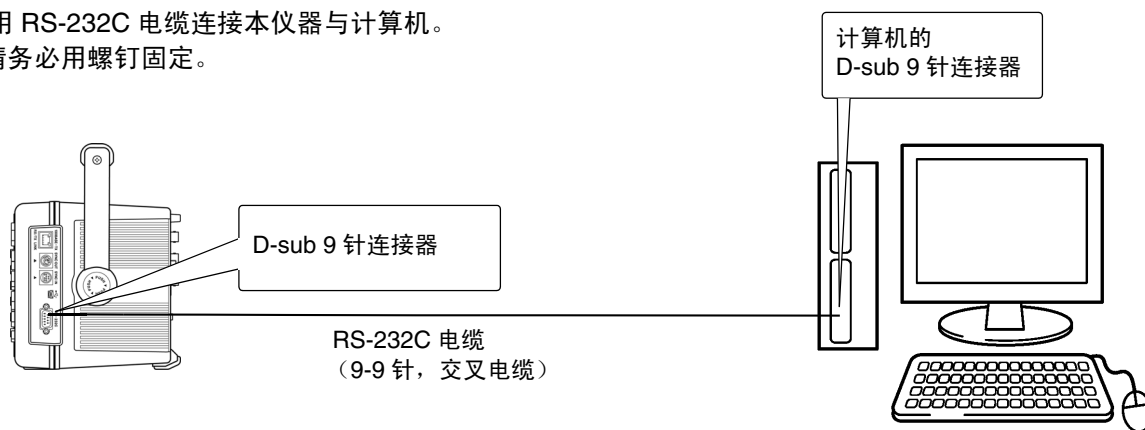 用 RS-232C 电缆连接本仪器与计算机。
请务必用螺钉固定。
计算机的
D-sub 9 针连接器
D-sub 9 针连接器
RS-232C 电缆
（9-9 针，交叉电缆）